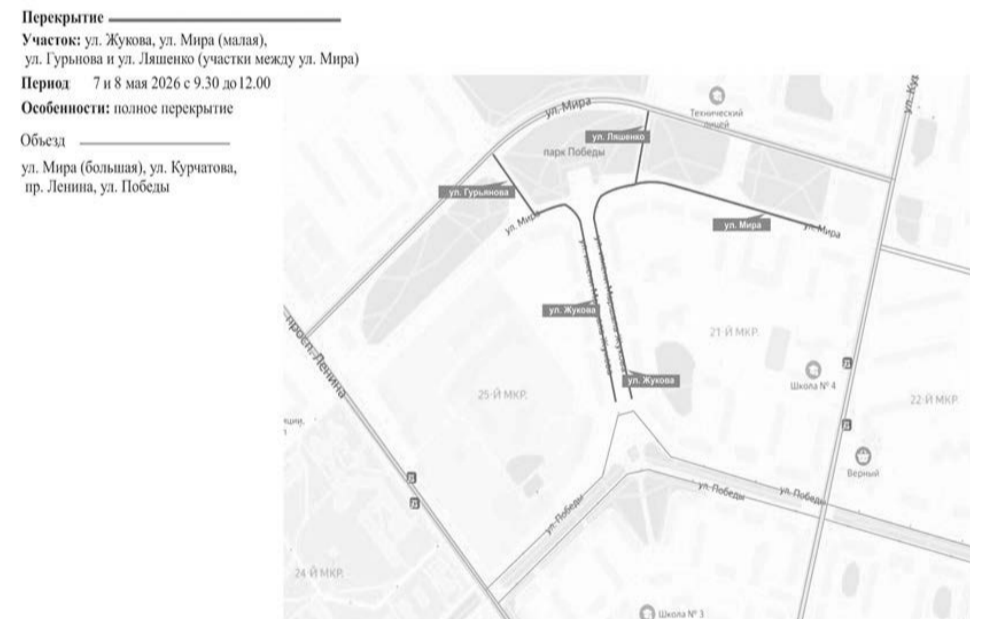 Перекрытие
Участок: ул. Жукова, ул. Мира (малая),
ул. Гурьнова и ул. Ляшенко (участки между ул. Мира)
Период 7 и 8 мая 2026 с 9.30 до 12.00
Особенности: полное перекрытие
Объезд
ул. Мира (большая), ул. Курчатова,
пр. Ленина, ул. Победы
ул. Мира
Технический
лицей
ул. Ляшенко
парк Победы
ул. Гурьянова
ул. Мира
ул. Мира
ул. Мира
ул. Жукова
21-Й МКР.
просп. Ленина
ул. Жукова
Школа № 4
25-Й МКР.
22-Й МКР.
Верный
ул. Победы
ул. Победы
ул. Победы
24-Й МКР.
Школа № 3